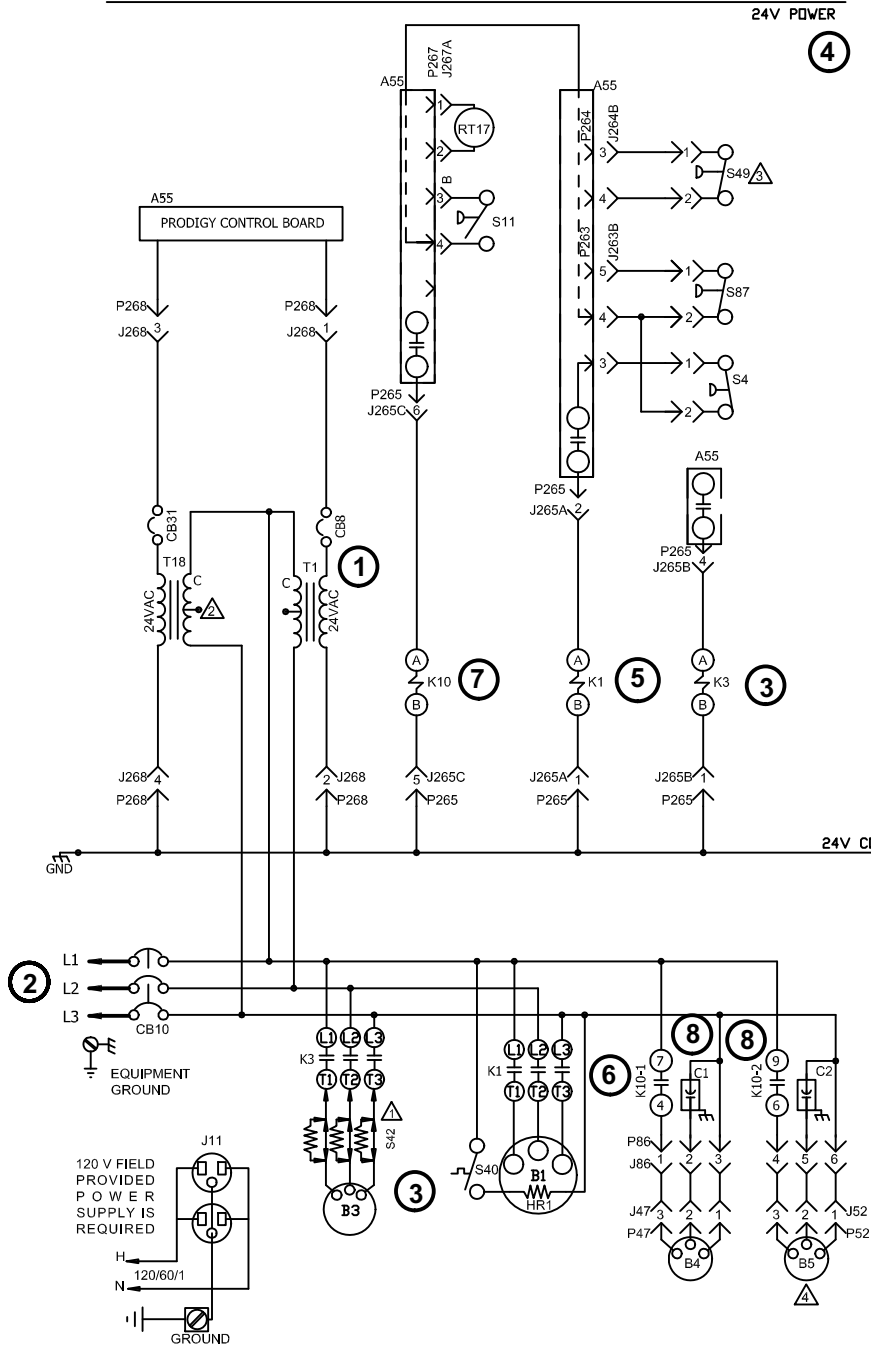 24V POWER
4
P267
J267A
A55
1
RT17
2
B
3
S11
4
A55
P264
J264B
3
1
S49
3
4
2
P263
J263B
5
1
S87
4
2
3
1
S4
2
A55
PRODIGY CONTROL BOARD
P268
J268
3
P268
J268
1
P265
J265C
6
P265
J265A
2
A55
P265
J265B
4
CB31
CB8
T18
C
2
24VAC
C
T1
24VAC
1
A
K10
B
7
A
K1
B
5
A
K3
B
3
J268
4
P268
2
J268
P268
5
J265C
P265
J265A
1
P265
J265B
1
P265
GND
24V C
2
L1
L2
L3
CB10
EQUIPMENT
GROUND
K3
L1
L2
L3
T1
T2
T3
1
S42
B3
3
S40
K1
L1
L2
L3
T1
T2
T3
B1
HR1
6
7
K10-1
4
8
C1
8
9
K10-2
6
C2
P86
J86
1
2
3
4
5
6
J47
3
2
1
P47
B4
3
2
1
J52
P52
B5
4
J11
120 V FIELD
PROVIDED
POWER
SUPPLY IS
REQUIRED
H
N
120/60/1
GROUND